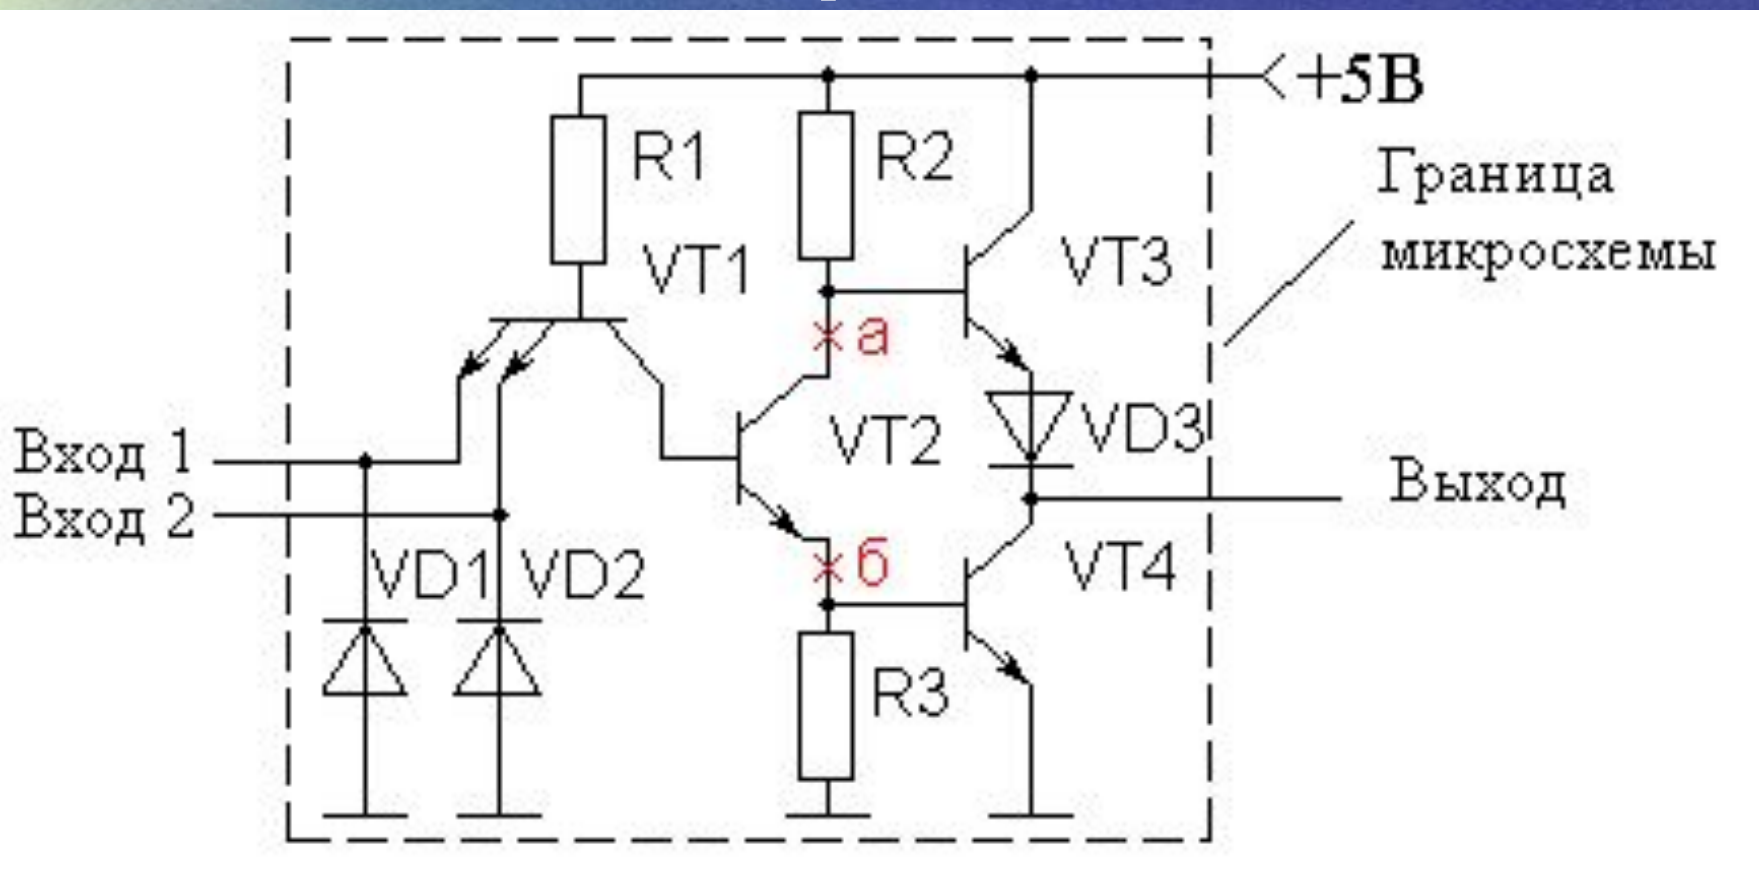 +5В
R1
R2
Граница
микросхемы
VT1
VT3
а
VT2
VD3
Вход 1
Вход 2
Выход
VD1
VD2
б
VT4
R3